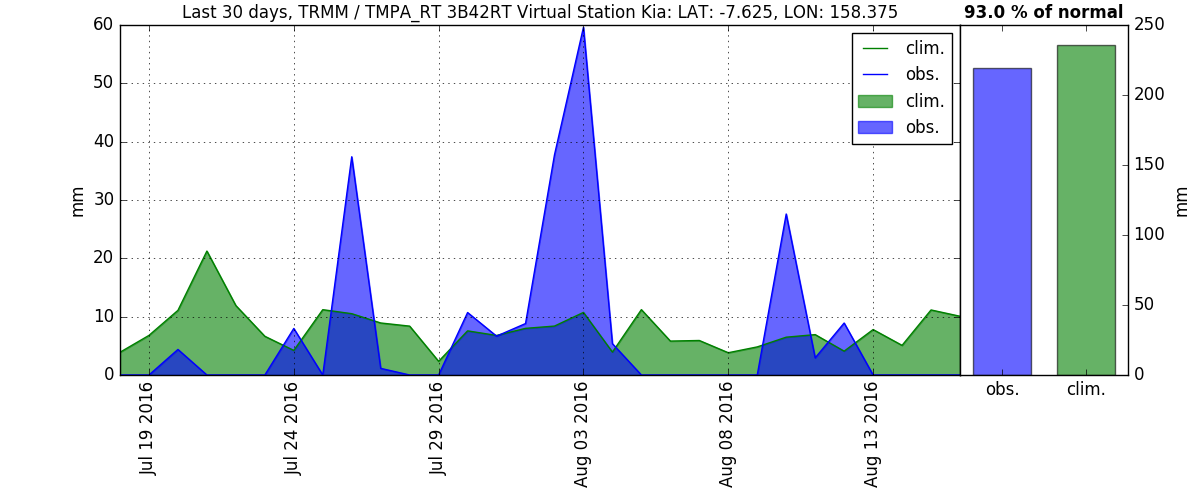 Last 30 days, TRMM / TMPA_RT 3B42RT Virtual Station Kia: LAT: -7.625, LON: 158.375
93.0 % of normal
60
50
40
30
20
10
0
mm
clim.
obs.
clim.
obs.
250
200
150
100
50
0
mm
Jul 19 2016
Jul 24 2016
Jul 29 2016
Aug 03 2016
Aug 08 2016
Aug 13 2016
obs.
clim.